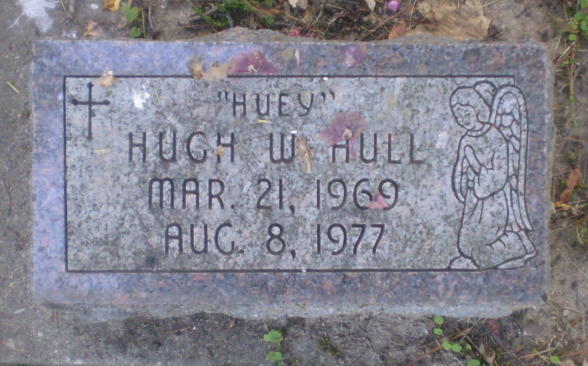 "HUEY"
HUGH W. HULL
MAR. 21, 1969
AUG. 8, 1977